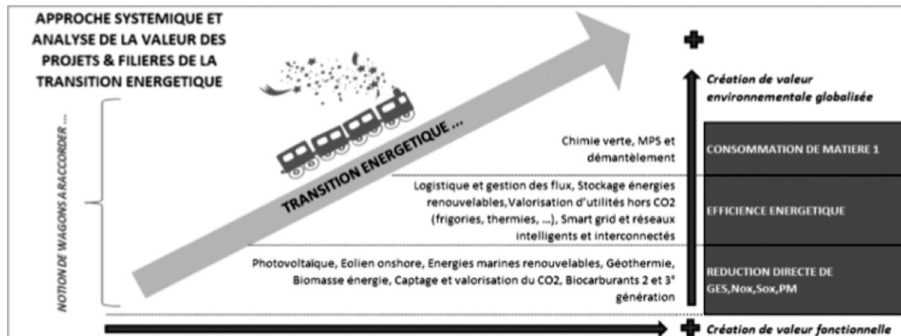 APPROCHE SYSTEMIQUE ET
ANALYSE DE LA VALEUR DES
PROJETS & FILIERES DE LA
TRANSITION ENERGETIQUE
NOTION DE WAGONS A RACCORDER ...
TRANSITION ENERGETIQUE ...
Création de valeur
environnementale globalisée
Chimie verte, MPS et
démantèlement
CONSOMMATION DE MATIERE 1
Logistique et gestion des flux, Stockage énergies
renouvelables,Valorisation d'utilités hors CO2
(frigories, thermies, ...), Smart grid et réseaux
intelligents et interconnectés
EFFICIENCE ENERGETIQUE
Photovoltaïque, Eolien onshore, Energies marines renouvelables, Géothermie,
Biomasse énergie, Captage et valorisation du CO2, Biocarburants 2 et 3°
génération
REDUCTION DIRECTE DE
GES,Nox,Sox,PM
Création de valeur fonctionnelle